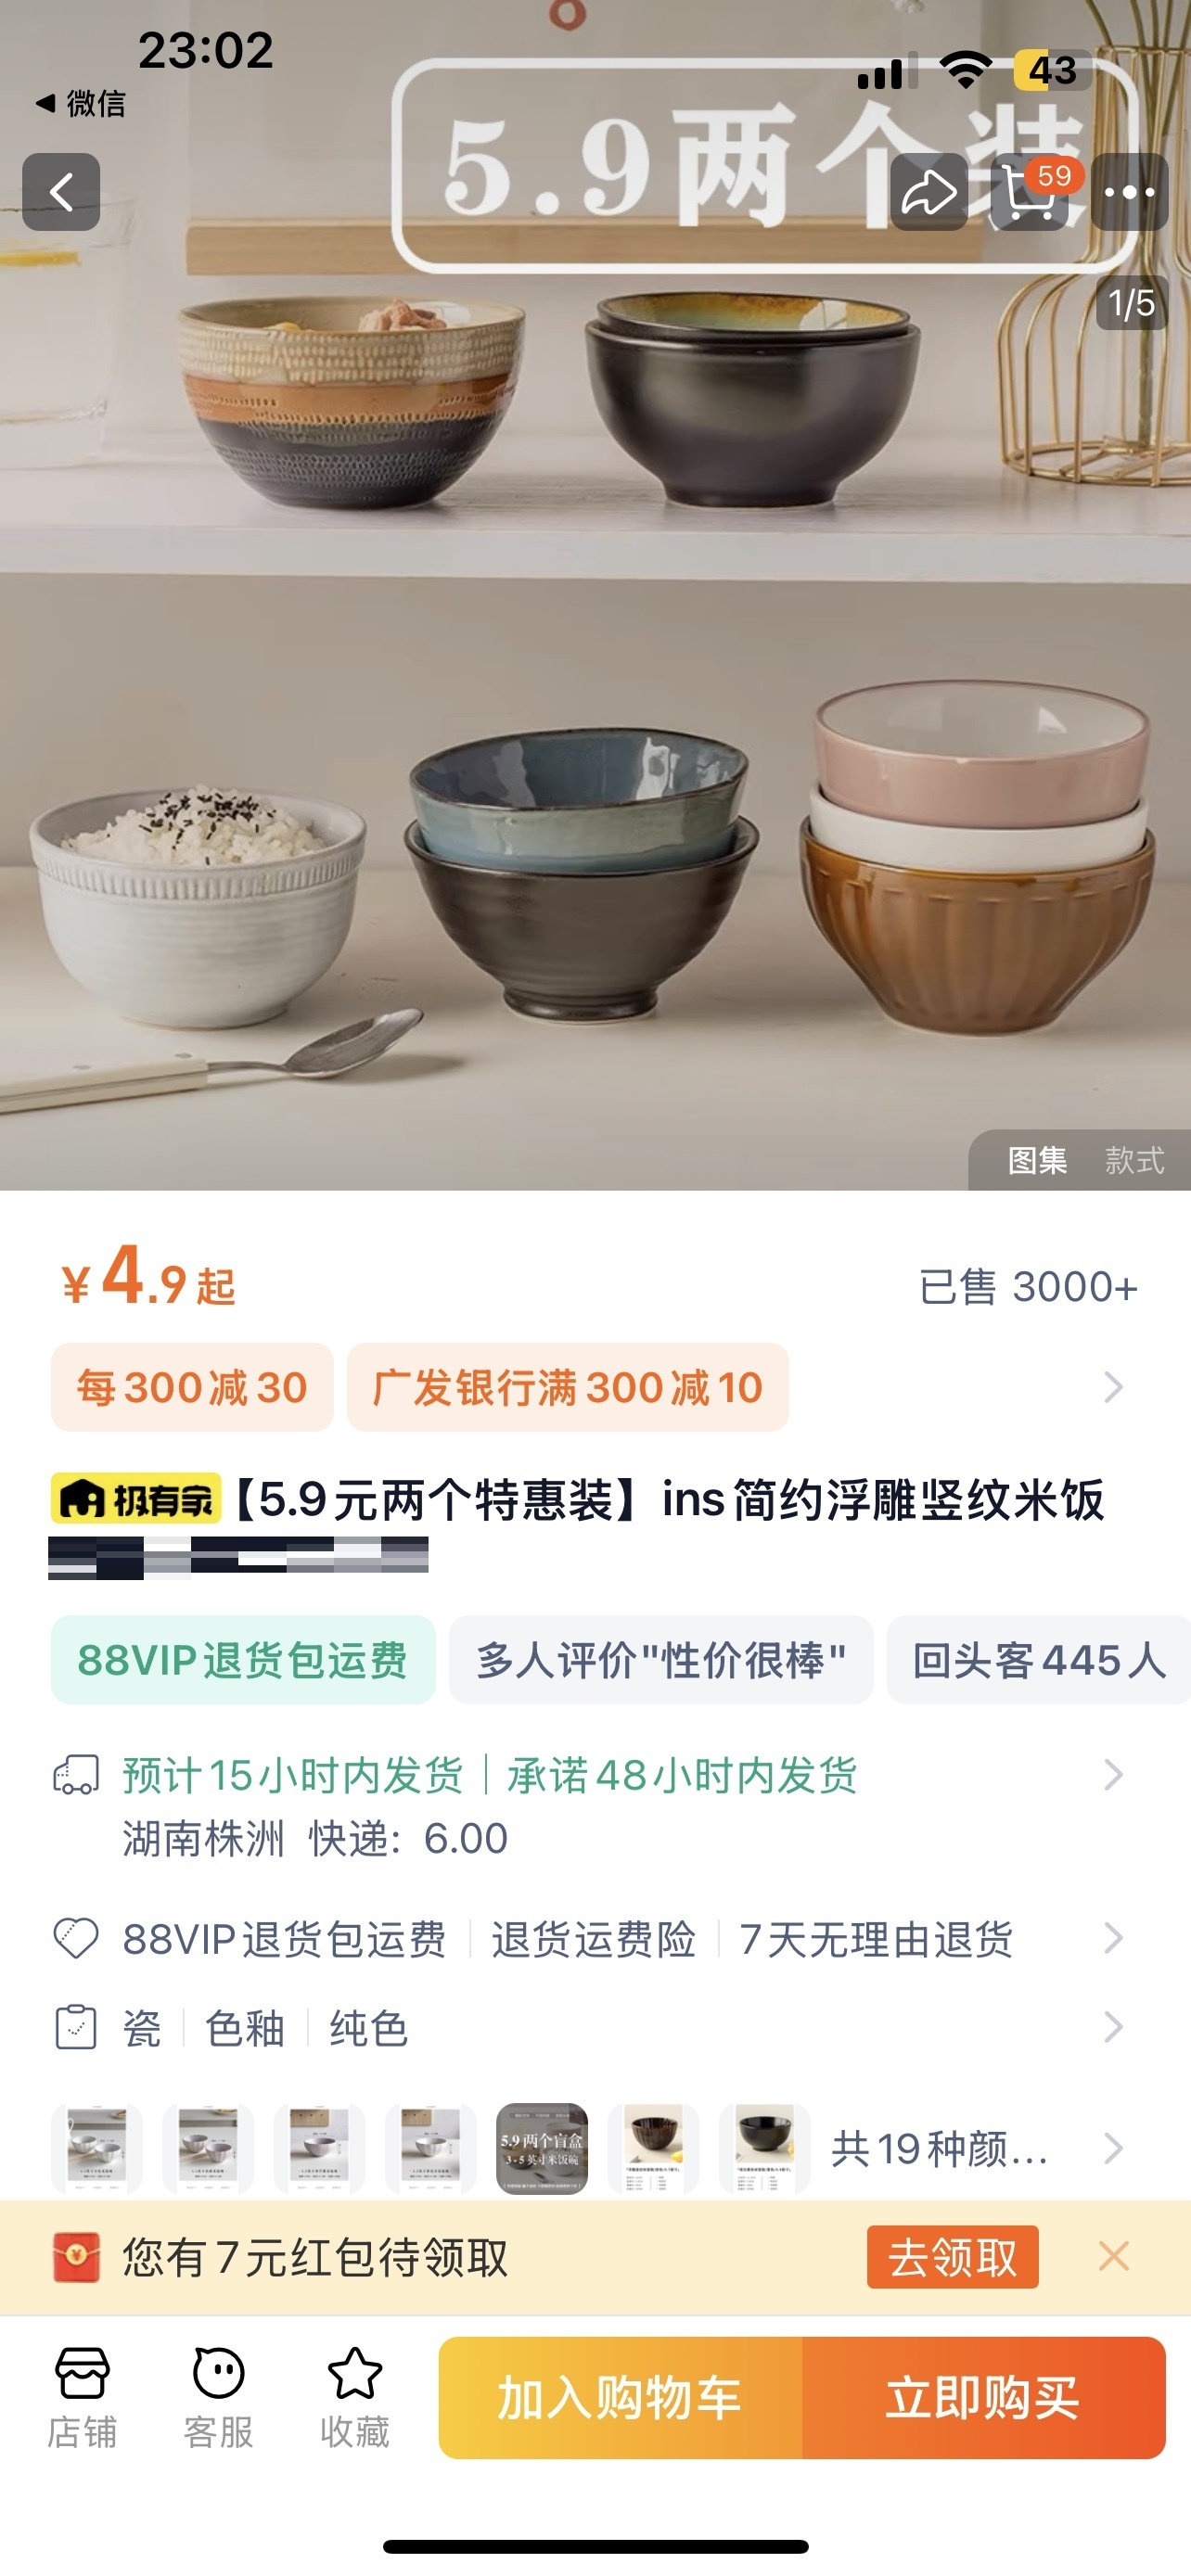 23:02
43
微信
5.9两个装
59
1/5
图集 款式
¥4.9起
已售 3000+
每300减30 广发银行满300减10
极有家【5.9元两个特惠装】ins简约浮雕竖纹米饭
88VIP退货包运费 多人评价"性价很棒" 回头客445人
预计15小时内发货 承诺48小时内发货
湖南株洲 快递: 6.00
88VIP退货包运费 退货运费险 7天无理由退货
瓷 色釉 纯色
5.9两个盲盒
3-5英寸米饭碗
共19种颜...
您有7元红包待领取 去领取
店铺 客服 收藏 加入购物车 立即购买